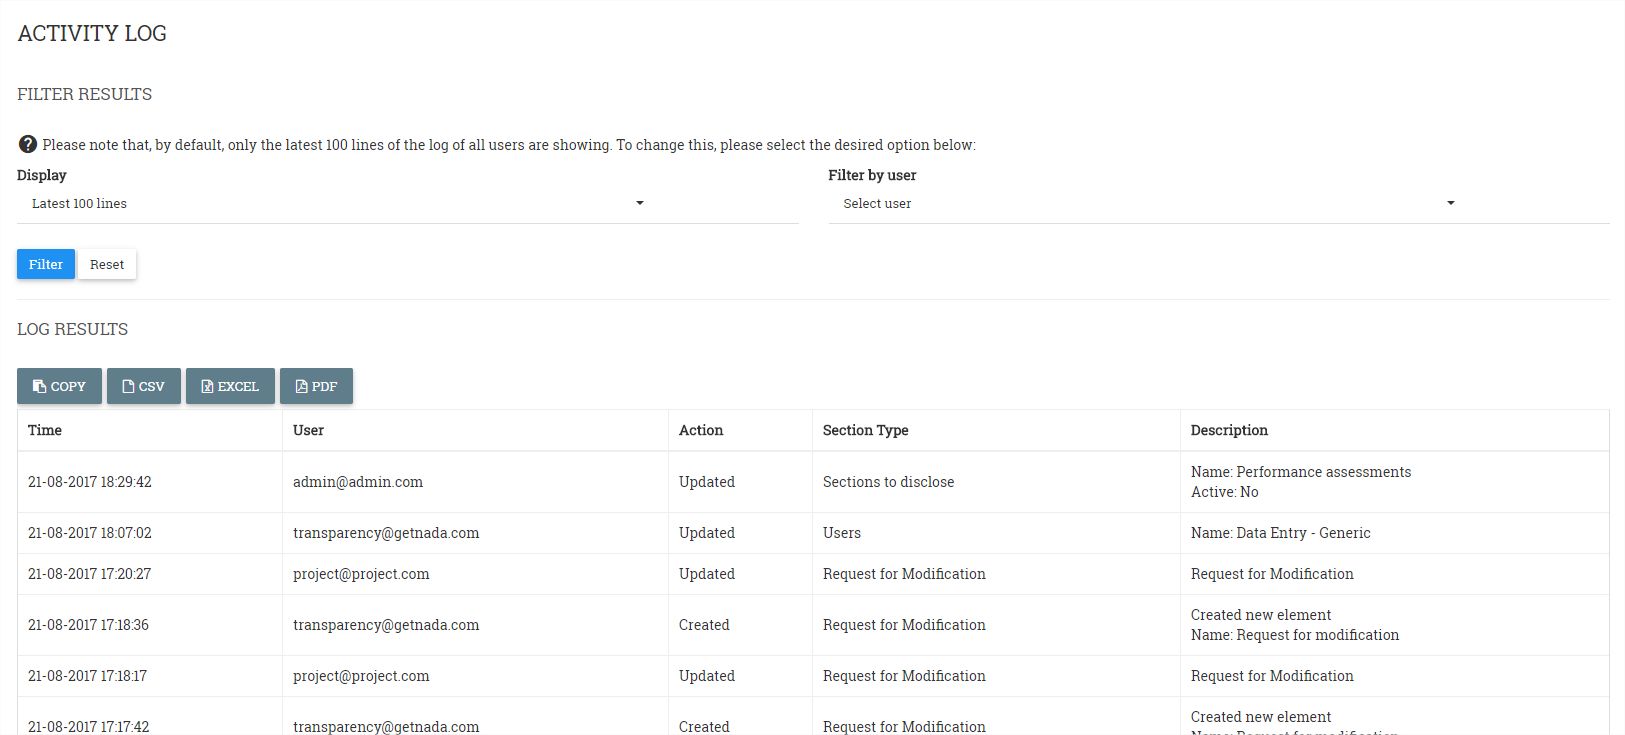 ACTIVITY LOG
FILTER RESULTS
Please note that, by default, only the latest 100 lines of the log of all users are showing. To change this, please select the desired option below:
Display
Filter by user
Latest 100 lines
Select user
Filter
Reset
LOG RESULTS
COPY
CSV
EXCEL
PDF
Time User Action Section Type Description
21-08-2017 18:29:42 admin@admin.com Updated Sections to disclose Name: Performance assessments
Active: No
21-08-2017 18:07:02 transparency@getnada.com Updated Users Name: Data Entry - Generic
21-08-2017 17:20:27 project@project.com Updated Request for Modification Request for Modification
21-08-2017 17:18:36 transparency@getnada.com Created Request for Modification Created new element
Name: Request for modification
21-08-2017 17:18:17 project@project.com Updated Request for Modification Request for Modification
21-08-2017 17:17:42 transparency@getnada.com Created Request for Modification Created new element